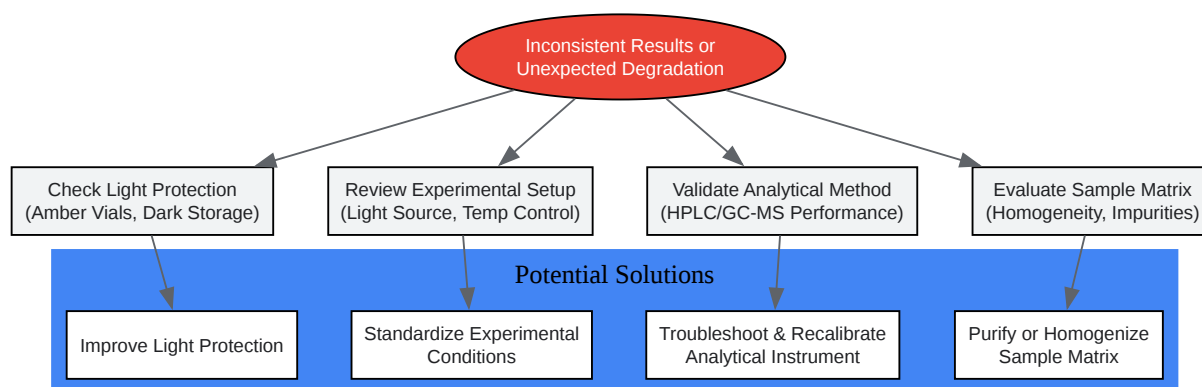 Inconsistent Results or
Unexpected Degradation
Check Light Protection
(Amber Vials, Dark Storage)
Review Experimental Setup
(Light Source, Temp Control)
Validate Analytical Method
(HPLC/GC-MS Performance)
Evaluate Sample Matrix
(Homogeneity, Impurities)
Potential Solutions
Improve Light Protection
Standardize Experimental
Conditions
Troubleshoot & Recalibrate
Analytical Instrument
Purify or Homogenize
Sample Matrix